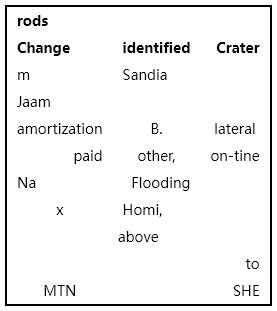 rods
Change identified Crater
m Sandia
Jaam
amortization B. lateral
paid other, on-tine
Na Flooding
x Homi,
above
to
MTN SHE